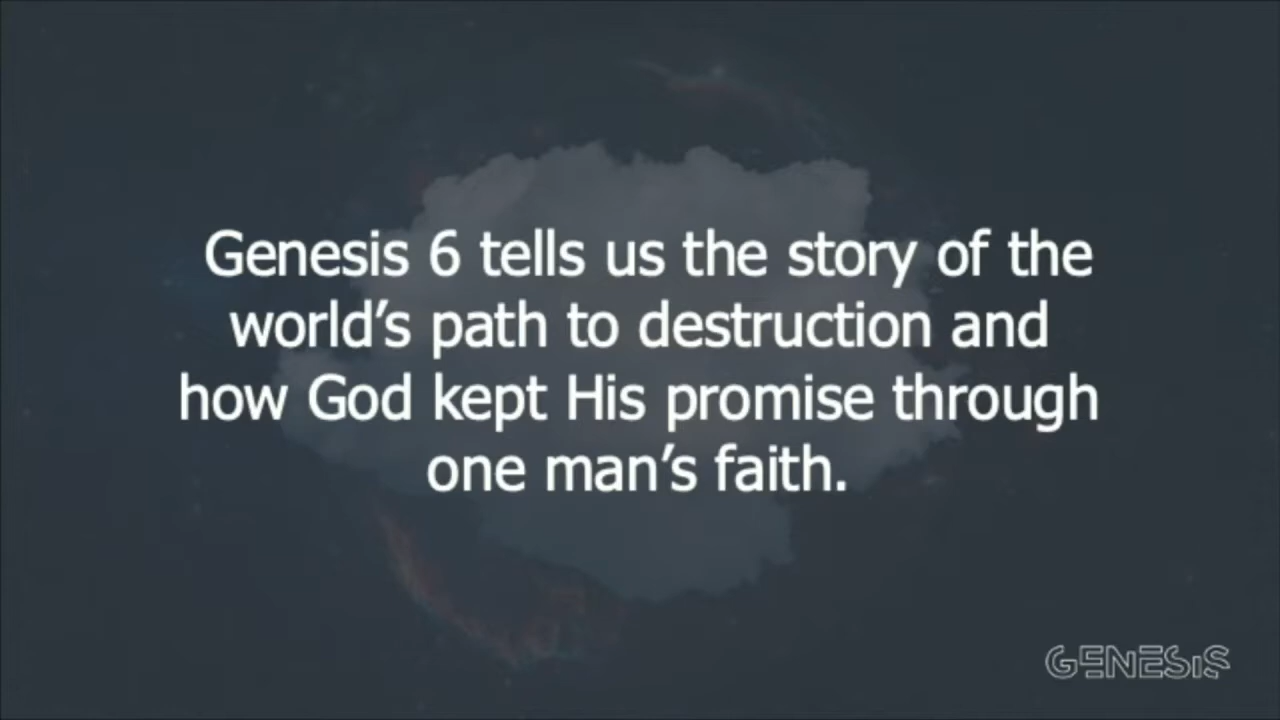 Genesis 6 tells us the story of the
world’s path to destruction and
how God kept His promise through
one man’s faith.
GENESIS